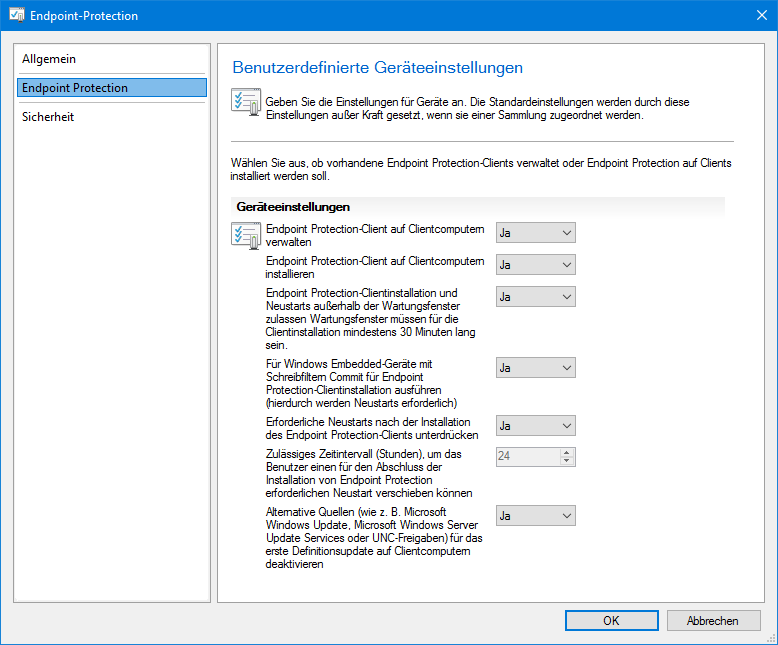 Endpoint-Protection
Allgemein
Endpoint Protection
Sicherheit
Benutzerdefinierte Geräteeinstellungen
Geben Sie die Einstellungen für Geräte an. Die Standardeinstellungen werden durch diese
Einstellungen außer Kraft gesetzt, wenn sie einer Sammlung zugeordnet werden.
Wählen Sie aus, ob vorhandene Endpoint Protection-Clients verwaltet oder Endpoint Protection auf Clients
installiert werden soll.
Geräteeinstellungen
Endpoint Protection-Client auf Clientcomputern
verwalten
Ja
Endpoint Protection-Client auf Clientcomputern
installieren
Ja
Endpoint Protection-Clientinstallation und
Neustarts außerhalb der Wartungsfenster
zulassen Wartungsfenster müssen für die
Clientinstallation mindestens 30 Minuten lang
sein.
Ja
Für Windows Embedded-Geräte mit
Schreibfiltern Commit für Endpoint
Protection-Clientinstallation ausführen
(hierdurch werden Neustarts erforderlich)
Ja
Erforderliche Neustarts nach der Installation
des Endpoint Protection-Clients unterdrücken
Ja
Zulässiges Zeitintervall (Stunden), um das
Benutzer einen für den Abschluss der
Installation von Endpoint Protection
erforderlichen Neustart verschieben können
24
Alternative Quellen (wie z. B. Microsoft
Windows Update, Microsoft Windows Server
Update Services oder UNC-Freigaben) für das
erste Definitionsupdate auf Clientcomputern
deaktivieren
Ja
OK
Abbrechen